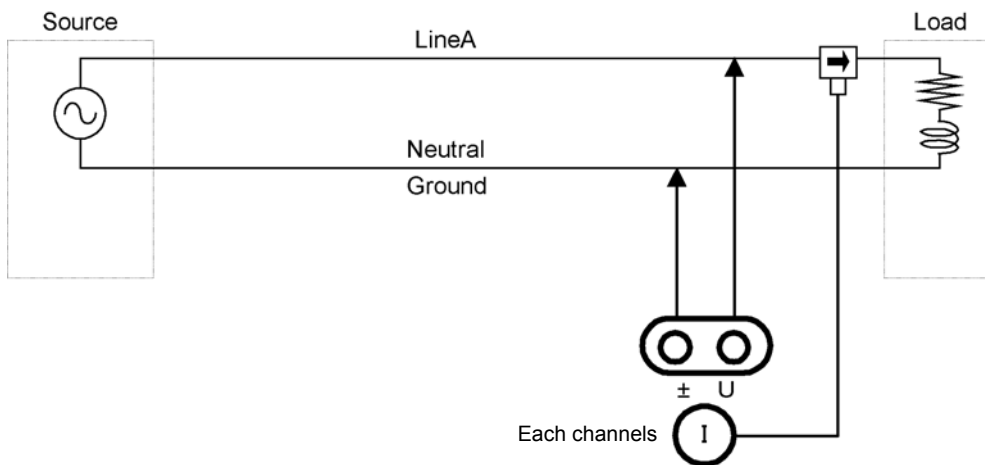 Source
Load
LineA
Neutral
Ground
± U
Each channels I